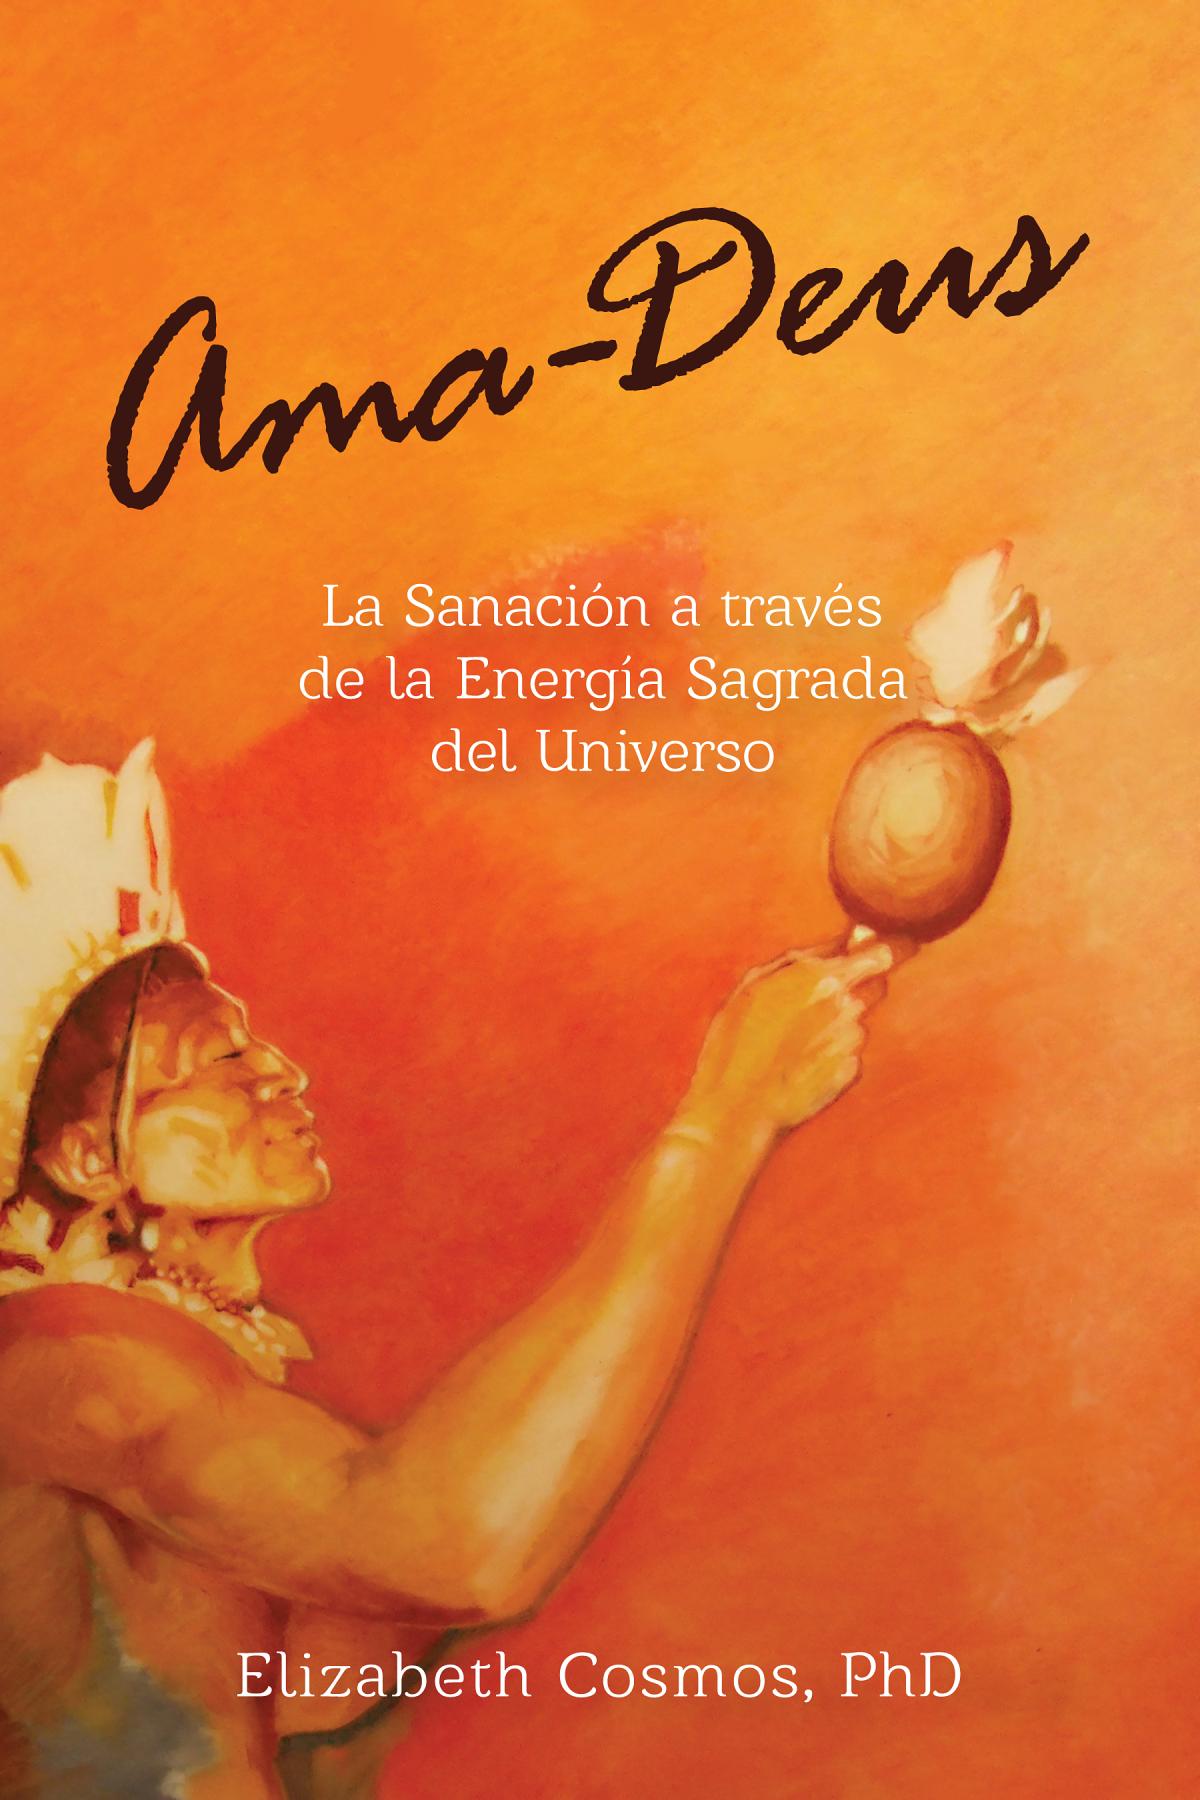 Ama-Deus
La Sanación a través
de la Energía Sagrada
del Universo
Elizabeth Cosmos, PhD